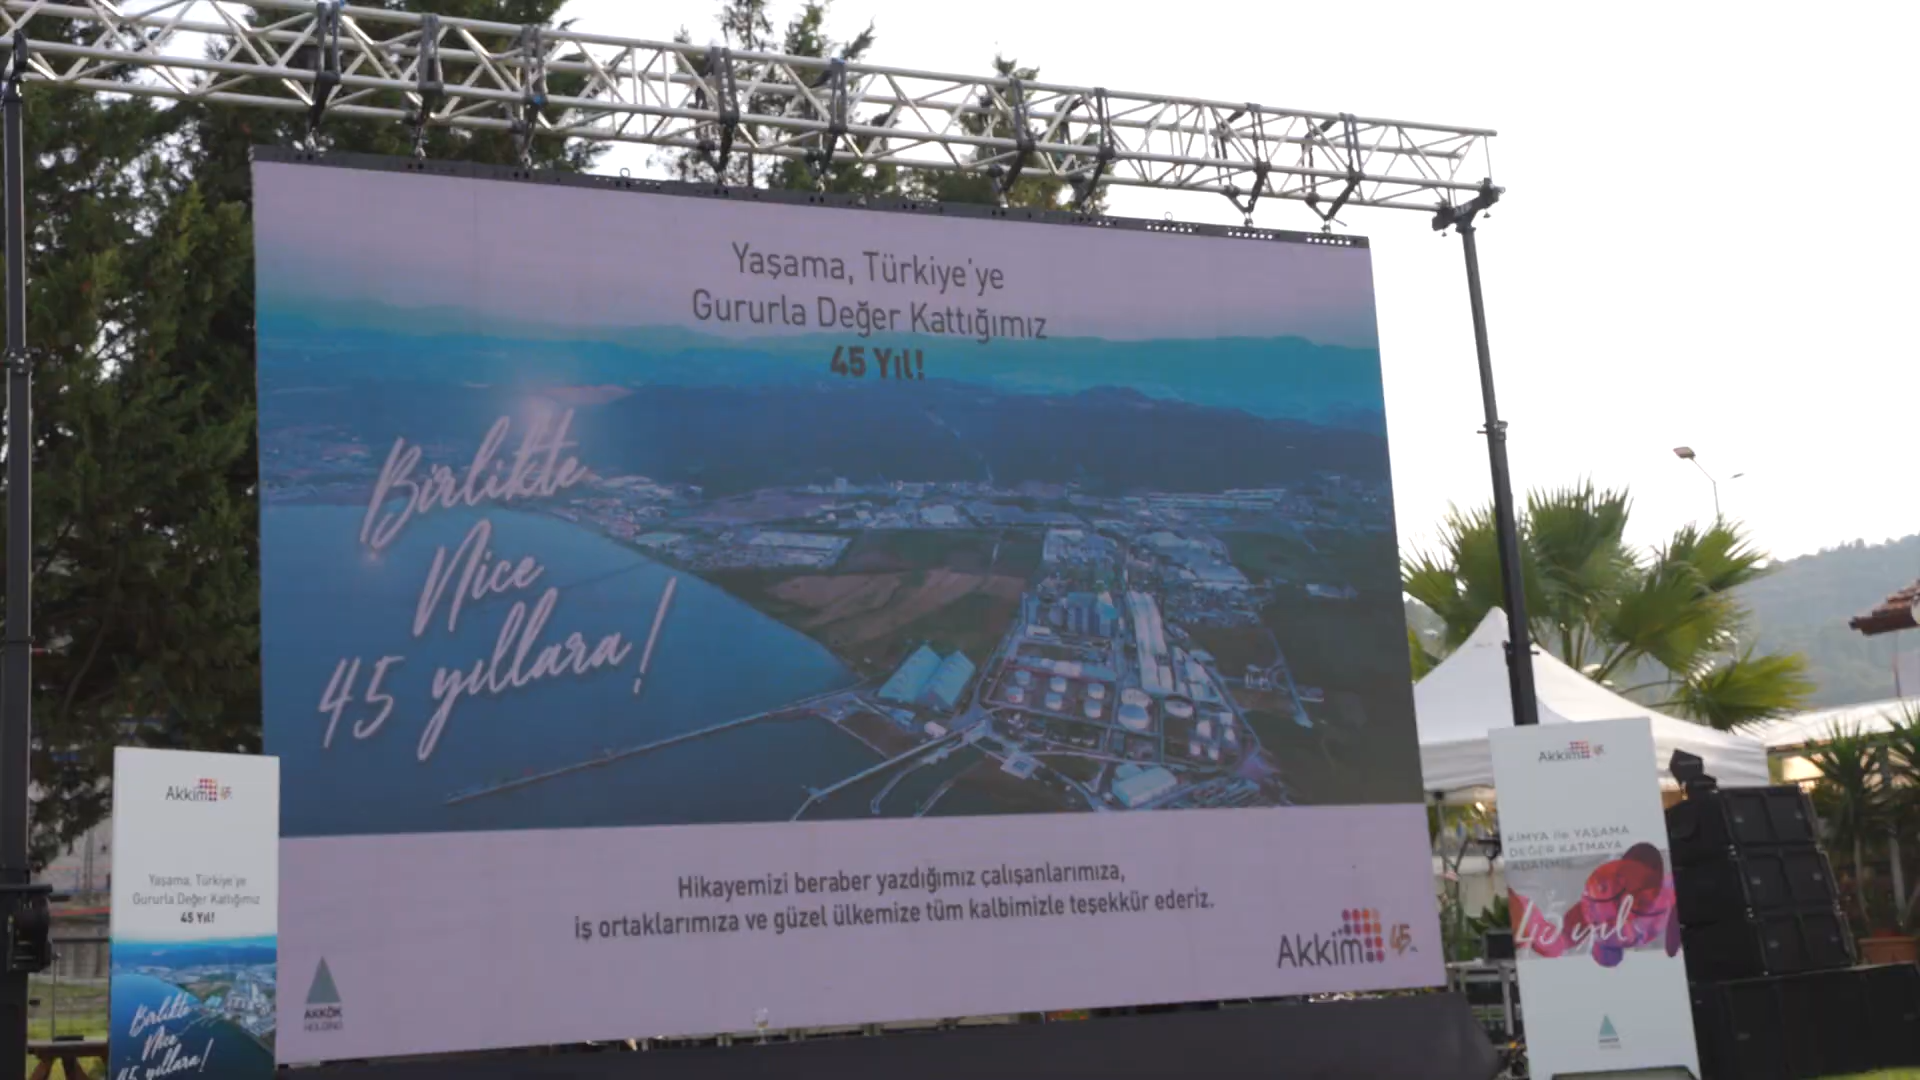 Yaşama, Türkiye'ye
Gururla Değer Kattığımız
45 Yıl!
Birlikte
Nice
45 yıllara!
Hikayemizi beraber yazdığımız çalışanlarımıza,
iş ortaklarımıza ve güzel ülkemize tüm kalbimizle teşekkür ederiz.
AKKÖK
HOLDİNG
Akkim 45
Akkim
Yaşama, Türkiye'ye
Gururla Değer Kattığımız
45 Yıl!
Birlikte
Nice
45 yıllara!
Akkim
KİMYA ile YAŞAMA
DEĞER KATMAYA
ADANMIŞ
45 yıl